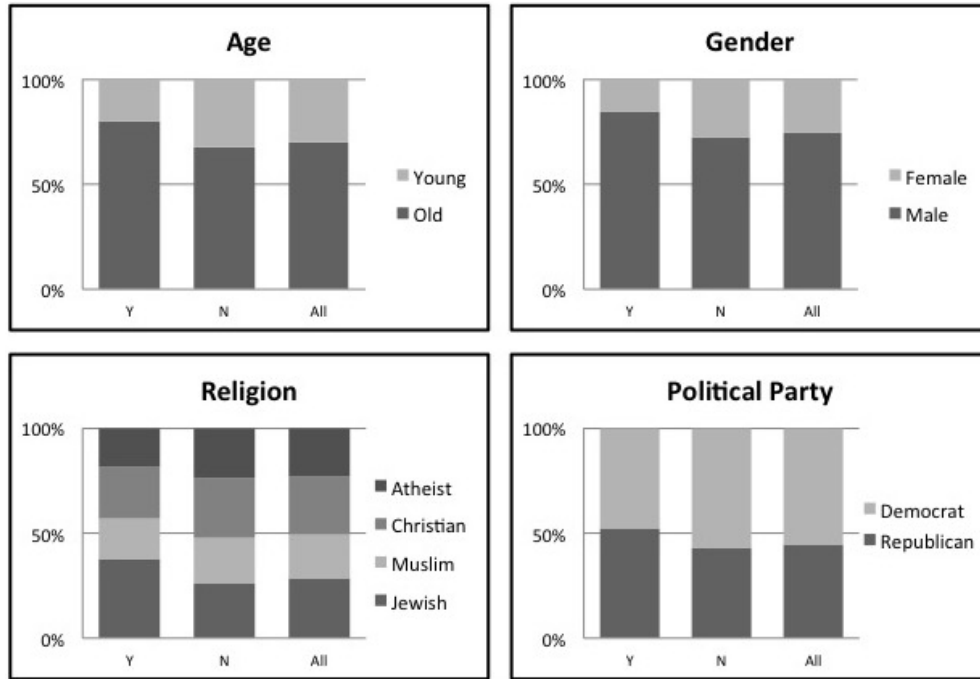 Age
100%
50%
0%
Young
Old
Y N All
Gender
100%
50%
0%
Female
Male
Y N All
Religion
100%
50%
0%
Atheist
Christian
Muslim
Jewish
Y N All
Political Party
100%
50%
0%
Democrat
Republican
Y N All